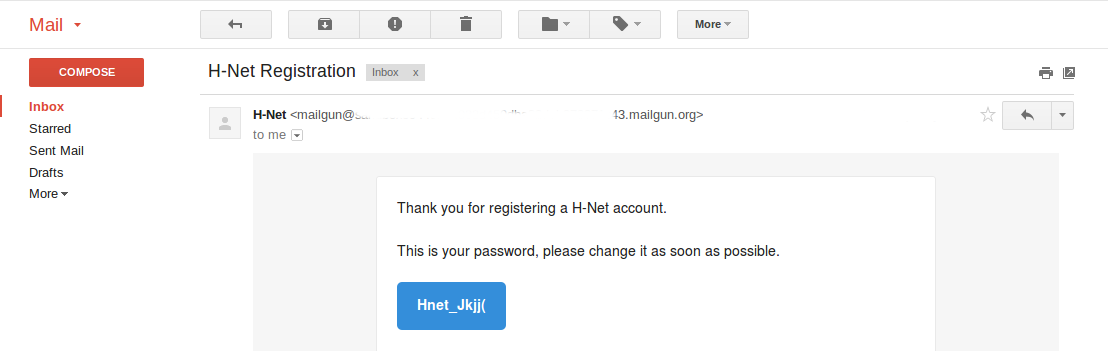 Mail
More
COMPOSE
H-Net Registration
Inbox x
Inbox
Starred
Sent Mail
Drafts
More
H-Net <mailgun@ 43.mailgun.org>
to me
Thank you for registering a H-Net account.
This is your password, please change it as soon as possible.
Hnet_Jkjj(